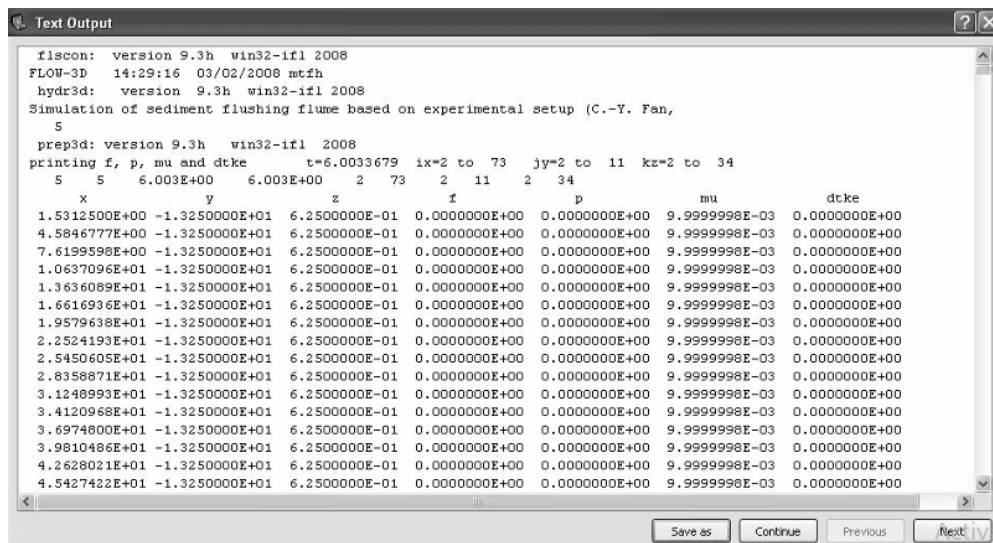 Text Output
flscon: version 9.3h win32-ifl 2008
FLOW-3D 14:29:16 03/02/2008 mtfh
hydr3d: version 9.3h win32-ifl 2008
Simulation of sediment flushing flume based on experimental setup (C.-Y. Fan,
5
prep3d: version 9.3h win32-ifl 2008
printing f, p, mu and dtke t=6.0033679 ix=2 to 73 jy=2 to 11 kz=2 to 34
5 5 6.003E+00 6.003E+00 2 73 2 11 2 34
x y z f p mu dtke
1.5312500E+00 -1.3250000E+01 6.2500000E-01 0.0000000E+00 0.0000000E+00 9.9999998E-03 0.0000000E+00
4.5846777E+00 -1.3250000E+01 6.2500000E-01 0.0000000E+00 0.0000000E+00 9.9999998E-03 0.0000000E+00
7.6199598E+00 -1.3250000E+01 6.2500000E-01 0.0000000E+00 0.0000000E+00 9.9999998E-03 0.0000000E+00
1.0637096E+01 -1.3250000E+01 6.2500000E-01 0.0000000E+00 0.0000000E+00 9.9999998E-03 0.0000000E+00
1.3636089E+01 -1.3250000E+01 6.2500000E-01 0.0000000E+00 0.0000000E+00 9.9999998E-03 0.0000000E+00
1.6616936E+01 -1.3250000E+01 6.2500000E-01 0.0000000E+00 0.0000000E+00 9.9999998E-03 0.0000000E+00
1.9579638E+01 -1.3250000E+01 6.2500000E-01 0.0000000E+00 0.0000000E+00 9.9999998E-03 0.0000000E+00
2.2524193E+01 -1.3250000E+01 6.2500000E-01 0.0000000E+00 0.0000000E+00 9.9999998E-03 0.0000000E+00
2.5450605E+01 -1.3250000E+01 6.2500000E-01 0.0000000E+00 0.0000000E+00 9.9999998E-03 0.0000000E+00
2.8358871E+01 -1.3250000E+01 6.2500000E-01 0.0000000E+00 0.0000000E+00 9.9999998E-03 0.0000000E+00
3.1248993E+01 -1.3250000E+01 6.2500000E-01 0.0000000E+00 0.0000000E+00 9.9999998E-03 0.0000000E+00
3.4120968E+01 -1.3250000E+01 6.2500000E-01 0.0000000E+00 0.0000000E+00 9.9999998E-03 0.0000000E+00
3.6974800E+01 -1.3250000E+01 6.2500000E-01 0.0000000E+00 0.0000000E+00 9.9999998E-03 0.0000000E+00
3.9810486E+01 -1.3250000E+01 6.2500000E-01 0.0000000E+00 0.0000000E+00 9.9999998E-03 0.0000000E+00
4.2628021E+01 -1.3250000E+01 6.2500000E-01 0.0000000E+00 0.0000000E+00 9.9999998E-03 0.0000000E+00
4.5427422E+01 -1.3250000E+01 6.2500000E-01 0.0000000E+00 0.0000000E+00 9.9999998E-03 0.0000000E+00
Save as Continue Previous Next